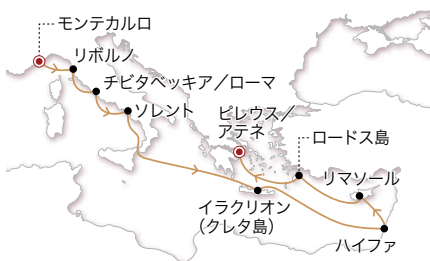 モンテカルロ
リボルノ
チビタベッキア／ローマ
ソレント
ピレウス／
アテネ
ロードス島
リマソール
イラクリオン
（クレタ島）
ハイファ